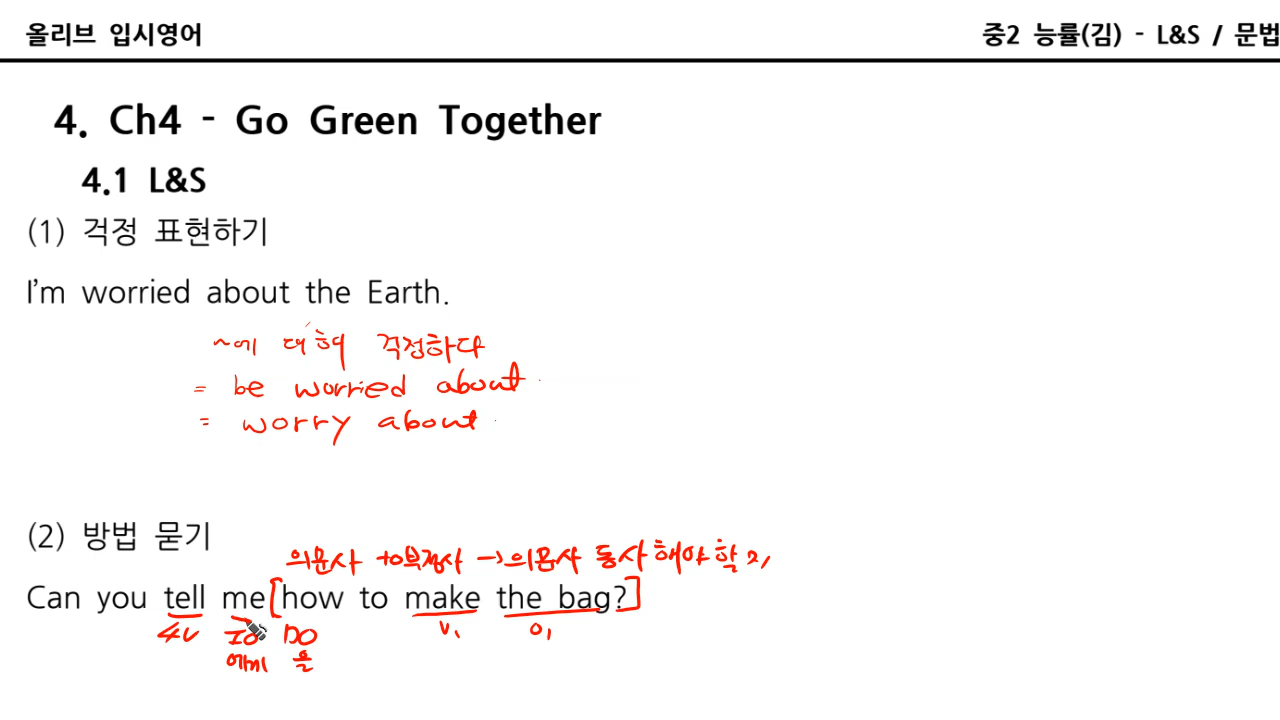 올리브 입시영어 중2 능률(김) - L&S / 문법
4. Ch4 - Go Green Together
4.1 L&S
(1) 걱정 표현하기
I'm worried about the Earth.
~에 대해 걱정하다
= be worried about
= worry about
(2) 방법 묻기
의문사 to부정사 → 의문사 동사해야 할지
Can you tell me [how to make the bag?]
4V IO DO V₁ O₁
에게 을